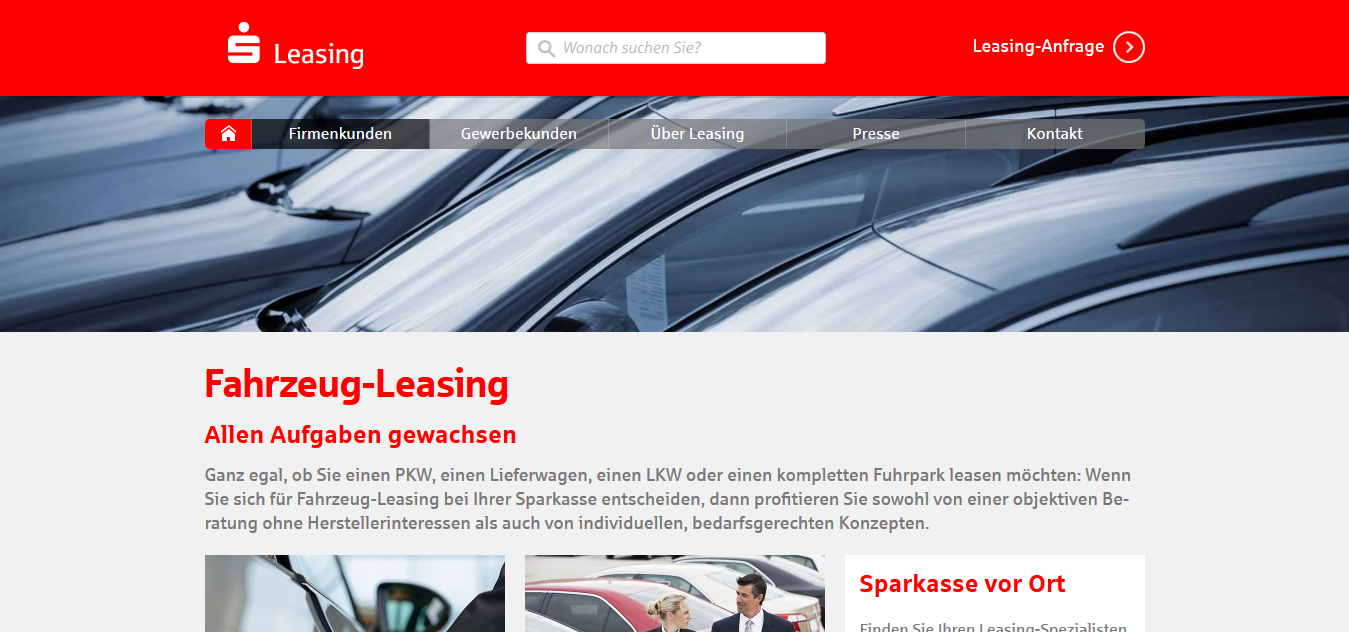 Leasing
Wonach suchen Sie?
Leasing-Anfrage
Firmenkunden
Gewerbekunden
Über Leasing
Presse
Kontakt
Fahrzeug-Leasing
Allen Aufgaben gewachsen
Ganz egal, ob Sie einen PKW, einen Lieferwagen, einen LKW oder einen kompletten Fuhrpark leasen möchten: Wenn
Sie sich für Fahrzeug-Leasing bei Ihrer Sparkasse entscheiden, dann profitieren Sie sowohl von einer objektiven Be-
ratung ohne Herstellerinteressen als auch von individuellen, bedarfsgerechten Konzepten.
Sparkasse vor Ort
Finden Sie Ihren Leasing-Spezialisten